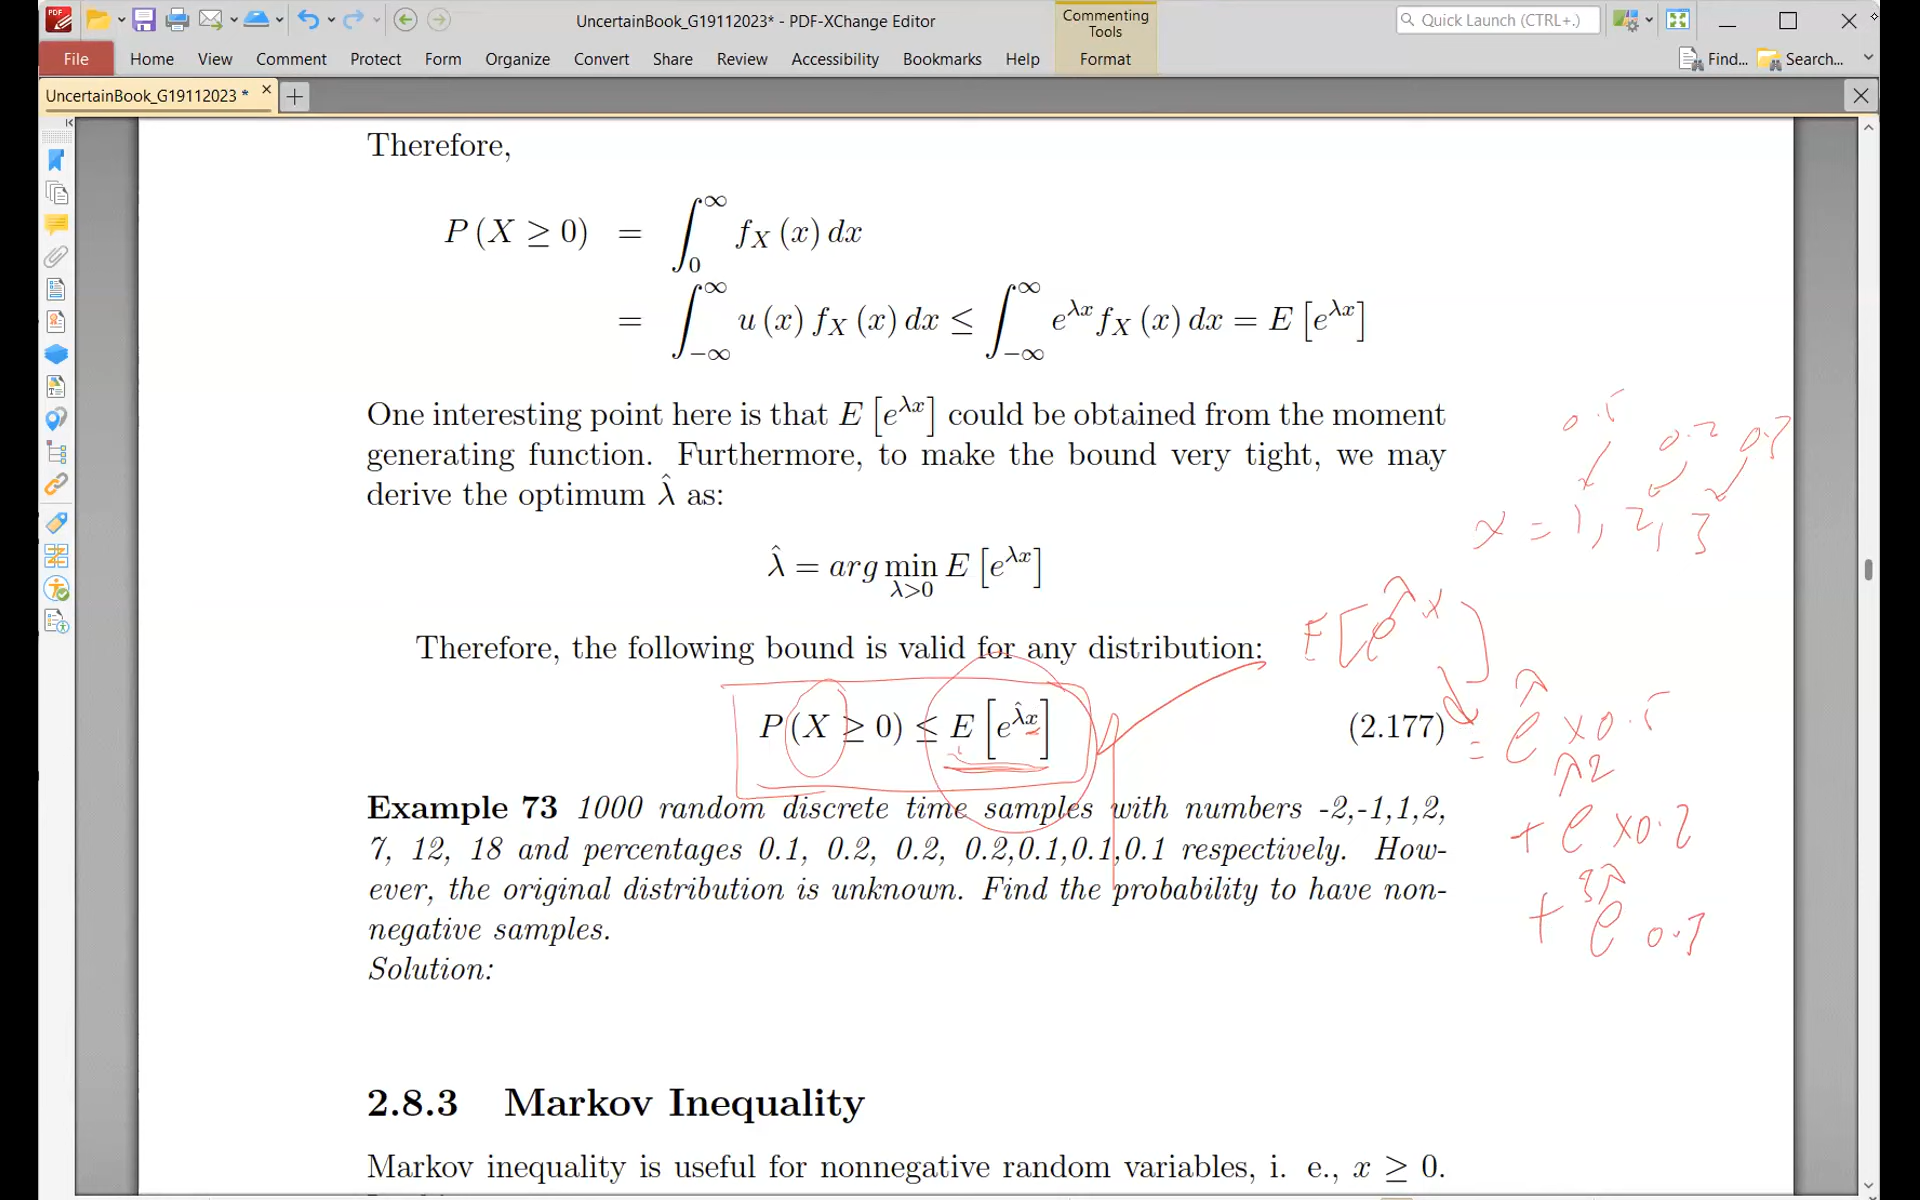 UncertainBook_G19112023* - PDF-XChange Editor
Commenting Tools
Quick Launch (CTRL+.)
File Home View Comment Protect Form Organize Convert Share Review Accessibility Bookmarks Help Format Find... Search...
UncertainBook_G19112023 *
Therefore,
P (X ≥ 0) = ∫_0^∞ f_X (x) dx
= ∫_{-∞}^∞ u (x) f_X (x) dx ≤ ∫_{-∞}^∞ e^{λx} f_X (x) dx = E [e^{λx}]
One interesting point here is that E [e^{λx}] could be obtained from the moment
generating function. Furthermore, to make the bound very tight, we may
derive the optimum λ̂ as:
λ̂ = arg min_{λ>0} E [e^{λx}]
Therefore, the following bound is valid for any distribution:
P (X ≥ 0) ≤ E [e^{λ̂x}] (2.177)
Example 73 1000 random discrete time samples with numbers -2,-1,1,2,
7, 12, 18 and percentages 0.1, 0.2, 0.2, 0.2,0.1,0.1,0.1 respectively. How-
ever, the original distribution is unknown. Find the probability to have non-
negative samples.
Solution:
2.8.3 Markov Inequality
Markov inequality is useful for nonnegative random variables, i. e., x ≥ 0.
0.5 0.2 0.3
x = 1, 2, 3
E[e^{λx}]
= e^λ x 0.5
+ e^{λ2} x 0.2
+ e^{3λ} 0.3